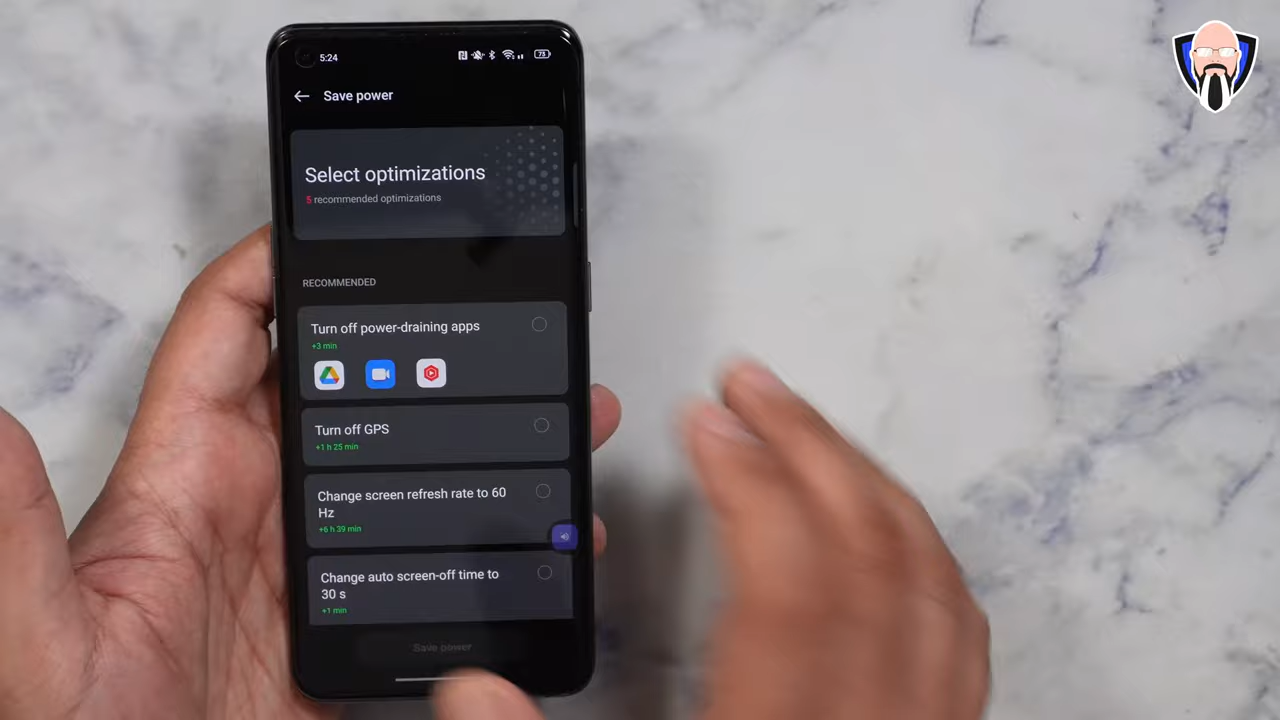 5:24
73
Save power
Select optimizations
5 recommended optimizations
RECOMMENDED
Turn off power-draining apps
+3 min
Turn off GPS
+1 h 25 min
Change screen refresh rate to 60
Hz
+6 h 39 min
Change auto screen-off time to
30 s
+1 min
Save power